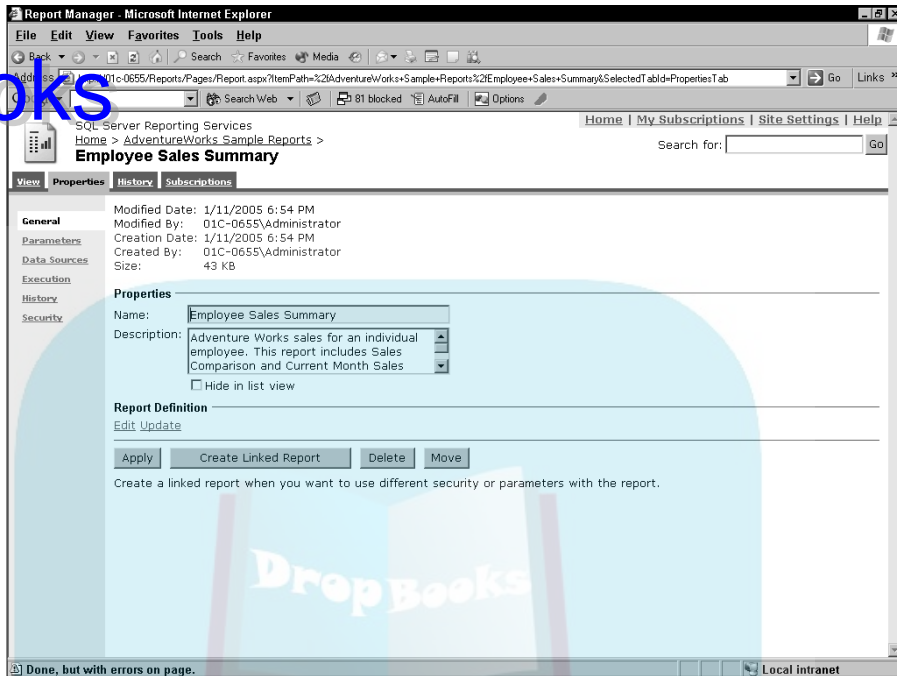 Report Manager - Microsoft Internet Explorer
File Edit View Favorites Tools Help
Back Search Favorites Media
01c-0655/Reports/Pages/Report.aspx?ItemPath=%2fAdventureWorks+Sample+Reports%2fEmployee+Sales+Summary&SelectedTabId=PropertiesTab Go Links »
oks
Search Web 81 blocked AutoFill Options
SQL Server Reporting Services
Home | My Subscriptions | Site Settings | Help
Home > AdventureWorks Sample Reports >
Employee Sales Summary
Search for: Go
View Properties History Subscriptions
General
Parameters
Data Sources
Execution
History
Security
Modified Date: 1/11/2005 6:54 PM
Modified By: 01C-0655\Administrator
Creation Date: 1/11/2005 6:54 PM
Created By: 01C-0655\Administrator
Size: 43 KB
Properties
Name: Employee Sales Summary
Description: Adventure Works sales for an individual
employee. This report includes Sales
Comparison and Current Month Sales
Hide in list view
Report Definition
Edit Update
Apply Create Linked Report Delete Move
Create a linked report when you want to use different security or parameters with the report.
DropBooks
Done, but with errors on page. Local intranet